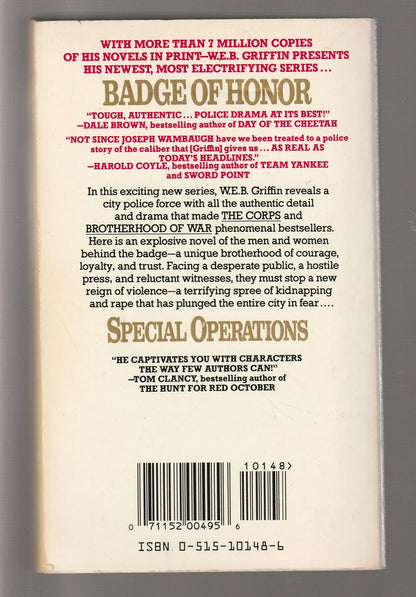 WITH MORE THAN 7 MILLION COPIES
OF HIS NOVELS IN PRINT—W.E.B. GRIFFIN PRESENTS
HIS NEWEST, MOST ELECTRIFYING SERIES ...
BADGE OF HONOR
"TOUGH, AUTHENTIC ... POLICE DRAMA AT ITS BEST!"
—DALE BROWN, bestselling author of DAY OF THE CHEETAH
"NOT SINCE JOSEPH WAMBAUGH have we been treated to a police
story of the caliber that [Griffin] gives us ... AS REAL AS
TODAY'S HEADLINES."
—HAROLD COYLE, bestselling author of TEAM YANKEE
and SWORD POINT
In this exciting new series, W.E.B. Griffin reveals a
city police force with all the authentic detail
and drama that made THE CORPS and
BROTHERHOOD OF WAR phenomenal bestsellers.
Here is an explosive novel of the men and women
behind the badge—a unique brotherhood of courage,
loyalty, and trust. Facing a desperate public, a hostile
press, and reluctant witnesses, they must stop a new
reign of violence—a terrifying spree of kidnapping
and rape that has plunged the entire city in fear ....
SPECIAL OPERATIONS
"HE CAPTIVATES YOU WITH CHARACTERS
THE WAY FEW AUTHORS CAN!"
—TOM CLANCY, bestselling author of
THE HUNT FOR RED OCTOBER
10148>
0 71152 00495 6
ISBN 0-515-10148-6